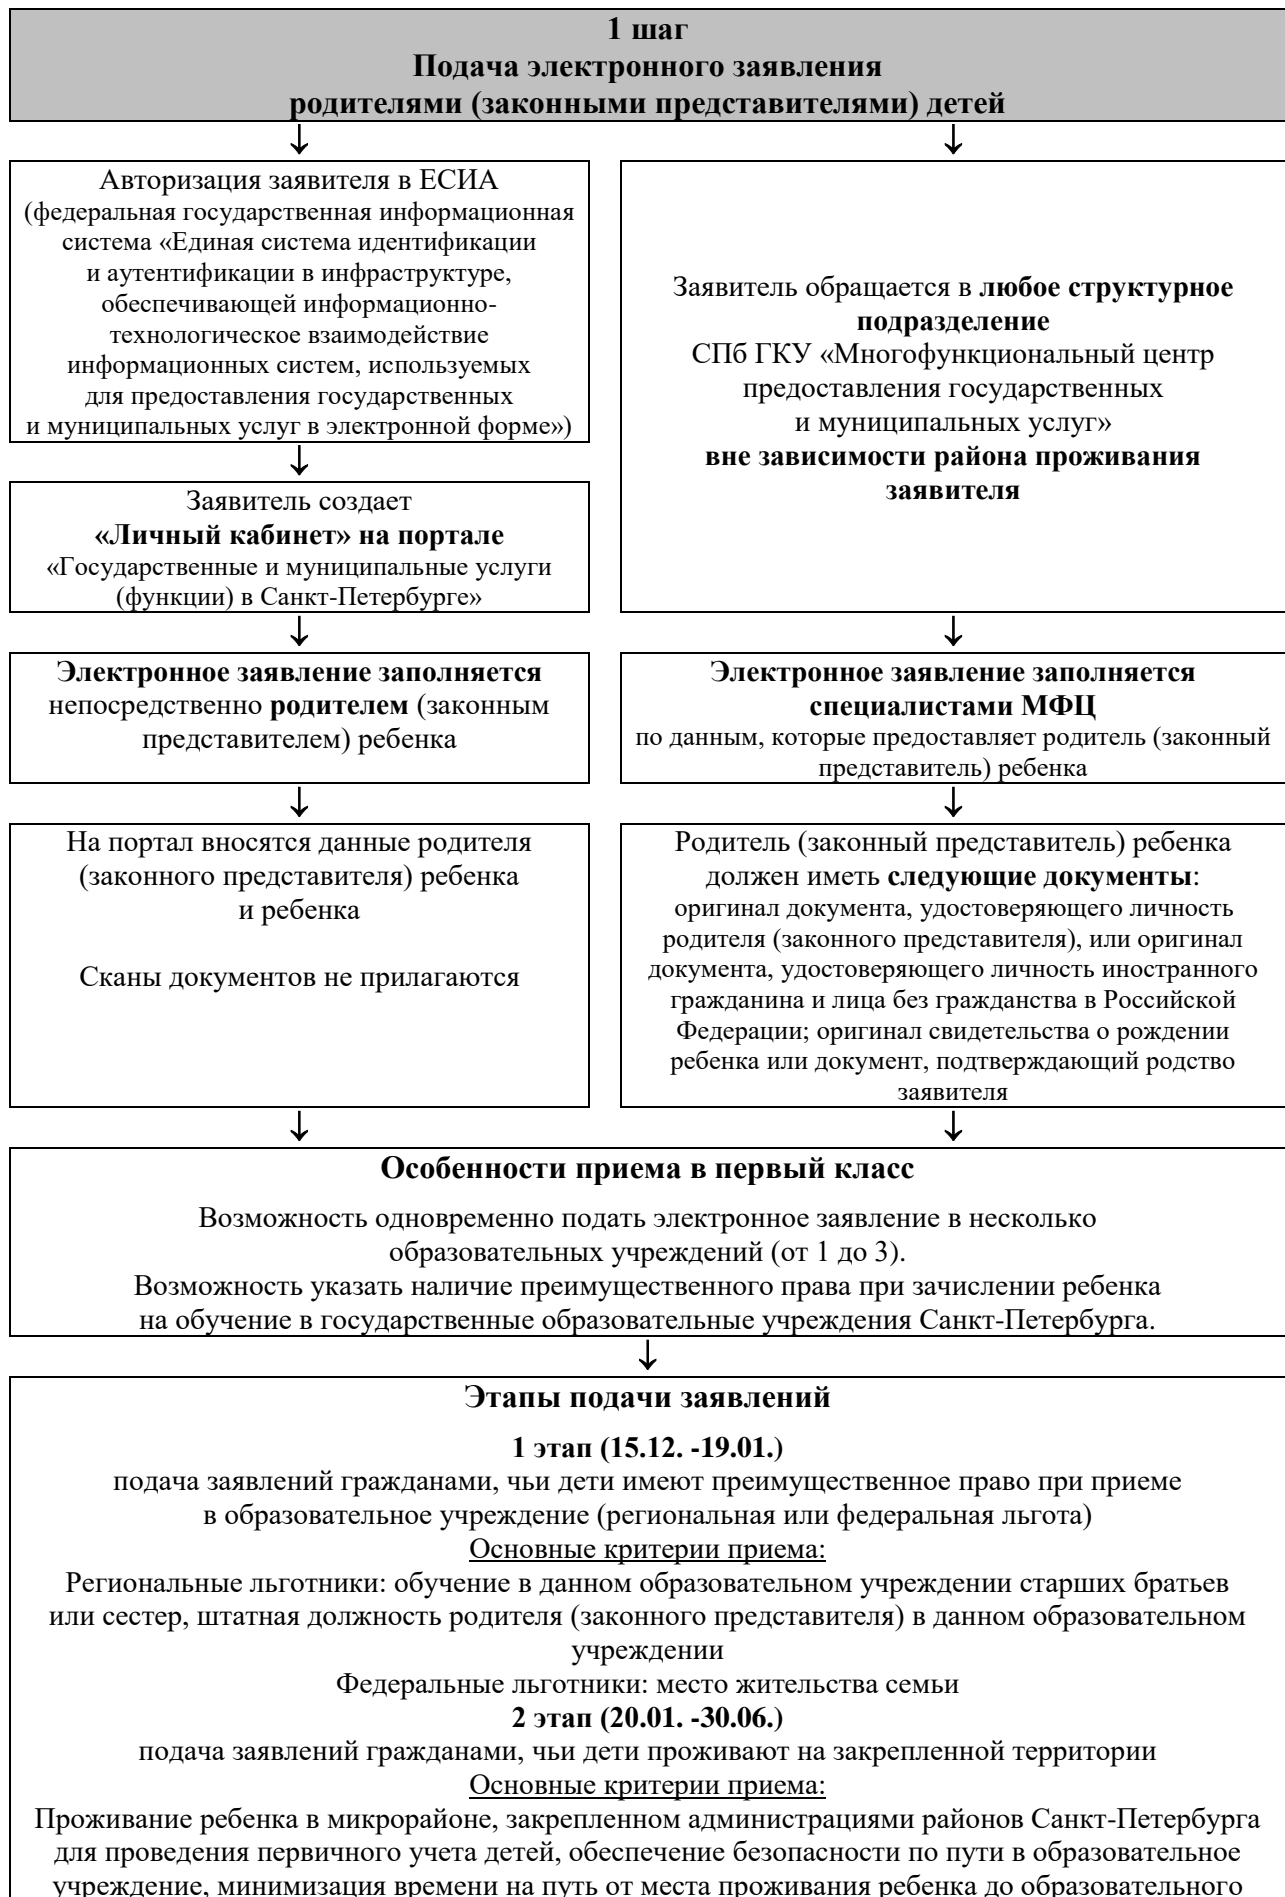 1 шаг
Подача электронного заявления
родителями (законными представителями) детей
↓
Авторизация заявителя в ЕСИА
(федеральная государственная информационная
система «Единая система идентификации
и аутентификации в инфраструктуре,
обеспечивающей информационно-
технологическое взаимодействие
информационных систем, используемых
для предоставления государственных
и муниципальных услуг в электронной форме»)
↓
Заявитель создает
«Личный кабинет» на портале
«Государственные и муниципальные услуги
(функции) в Санкт-Петербурге»
↓
Электронное заявление заполняется
непосредственно родителем (законным
представителем) ребенка
↓
На портал вносятся данные родителя
(законного представителя) ребенка
и ребенка
Сканы документов не прилагаются
↓
↓
Заявитель обращается в любое структурное
подразделение
СПб ГКУ «Многофункциональный центр
предоставления государственных
и муниципальных услуг»
вне зависимости района проживания
заявителя
↓
Электронное заявление заполняется
специалистами МФЦ
по данным, которые предоставляет родитель (законный
представитель) ребенка
↓
Родитель (законный представитель) ребенка
должен иметь следующие документы:
оригинал документа, удостоверяющего личность
родителя (законного представителя), или оригинал
документа, удостоверяющего личность иностранного
гражданина и лица без гражданства в Российской
Федерации; оригинал свидетельства о рождении
ребенка или документ, подтверждающий родство
заявителя
↓
Особенности приема в первый класс
Возможность одновременно подать электронное заявление в несколько
образовательных учреждений (от 1 до 3).
Возможность указать наличие преимущественного права при зачислении ребенка
на обучение в государственные образовательные учреждения Санкт-Петербурга.
↓
Этапы подачи заявлений
1 этап (15.12. -19.01.)
подача заявлений гражданами, чьи дети имеют преимущественное право при приеме
в образовательное учреждение (региональная или федеральная льгота)
Основные критерии приема:
Региональные льготники: обучение в данном образовательном учреждении старших братьев
или сестер, штатная должность родителя (законного представителя) в данном образовательном
учреждении
Федеральные льготники: место жительства семьи
2 этап (20.01. -30.06.)
подача заявлений гражданами, чьи дети проживают на закрепленной территории
Основные критерии приема:
Проживание ребенка в микрорайоне, закрепленном администрациями районов Санкт-Петербурга
для проведения первичного учета детей, обеспечение безопасности по пути в образовательное
учреждение, минимизация времени на путь от места проживания ребенка до образовательного